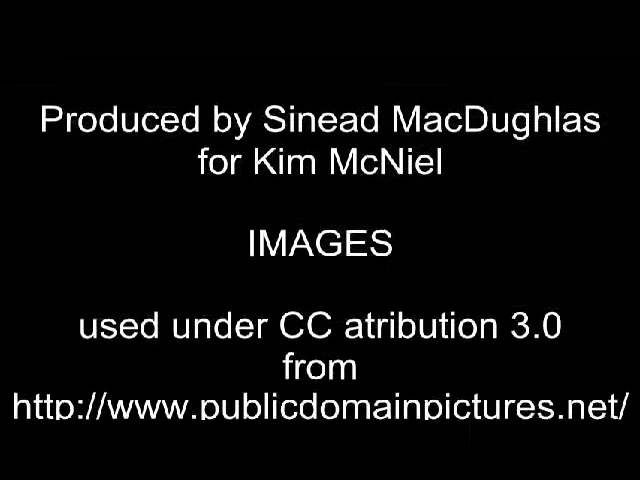 Produced by Sinead MacDughlas
for Kim McNiel
IMAGES
used under CC atribution 3.0
from
http://www.publicdomainpictures.net/